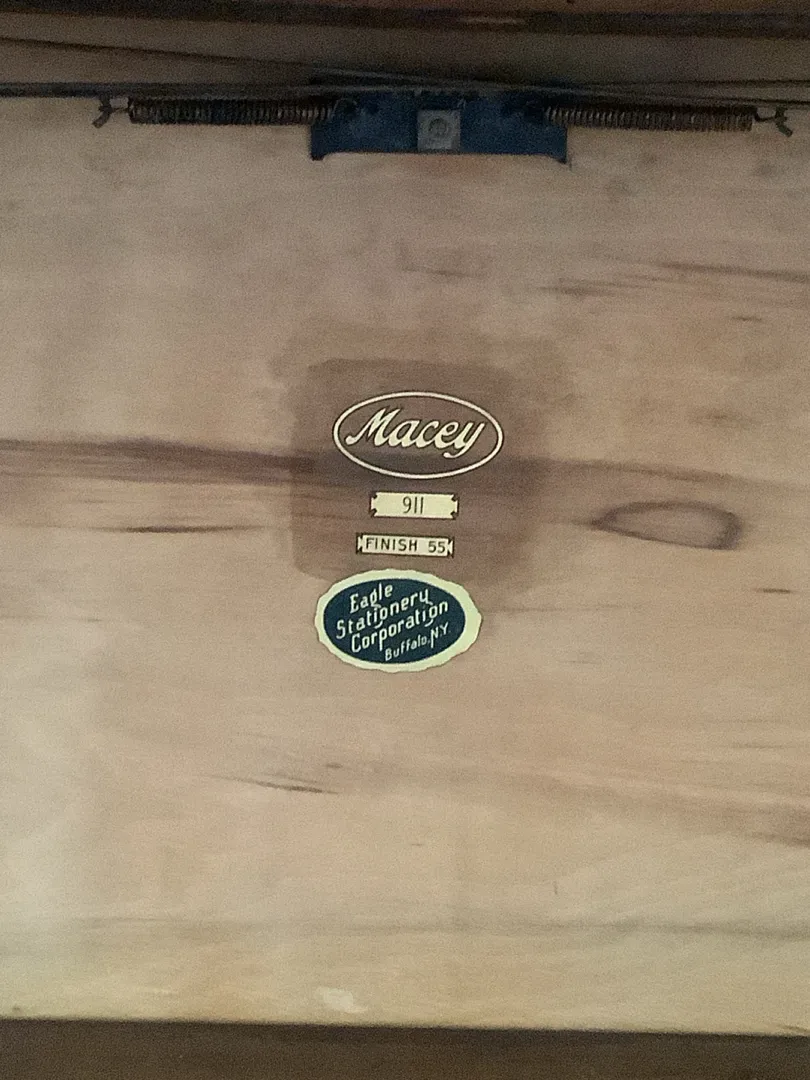 Macey
911
FINISH 55
Eagle
Stationery
Corporation
Buffalo, N.Y.